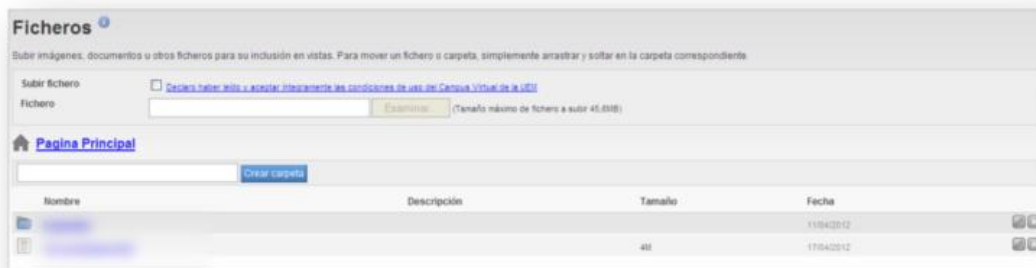 Ficheros
Subir imágenes, documentos u otros ficheros para su inclusión en vistas. Para mover un fichero o carpeta, simplemente arrastrar y soltar en la carpeta correspondiente
Subir fichero
Declaro haber leído y aceptar íntegramente las condiciones de uso del Campus Virtual de la UEM
Fichero Examinar... (Tamaño máximo de fichero a subir 45,6MB)
Pagina Principal
Crear carpeta
Nombre Descripción Tamaño Fecha
11/04/2012
4M 17/04/2012